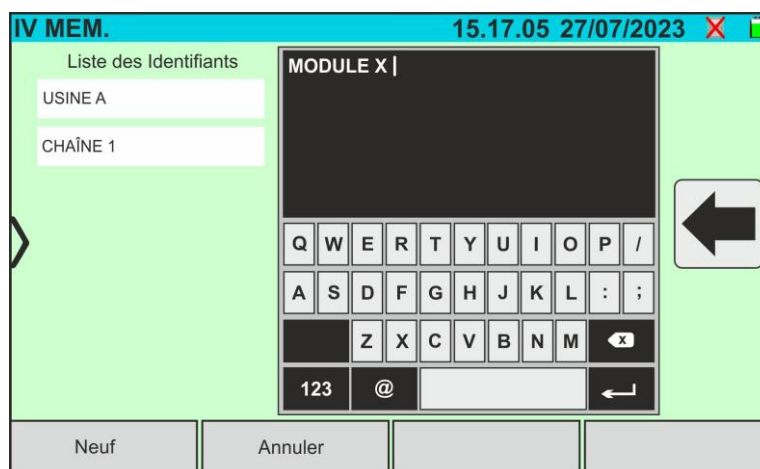 IV MEM. 15.17.05 27/07/2023
Liste des Identifiants
USINE A
CHAÎNE 1
MODULE X
Q W E R T Y U I O P /
A S D F G H J K L : ;
Z X C V B N M x
123 @
Neuf Annuler